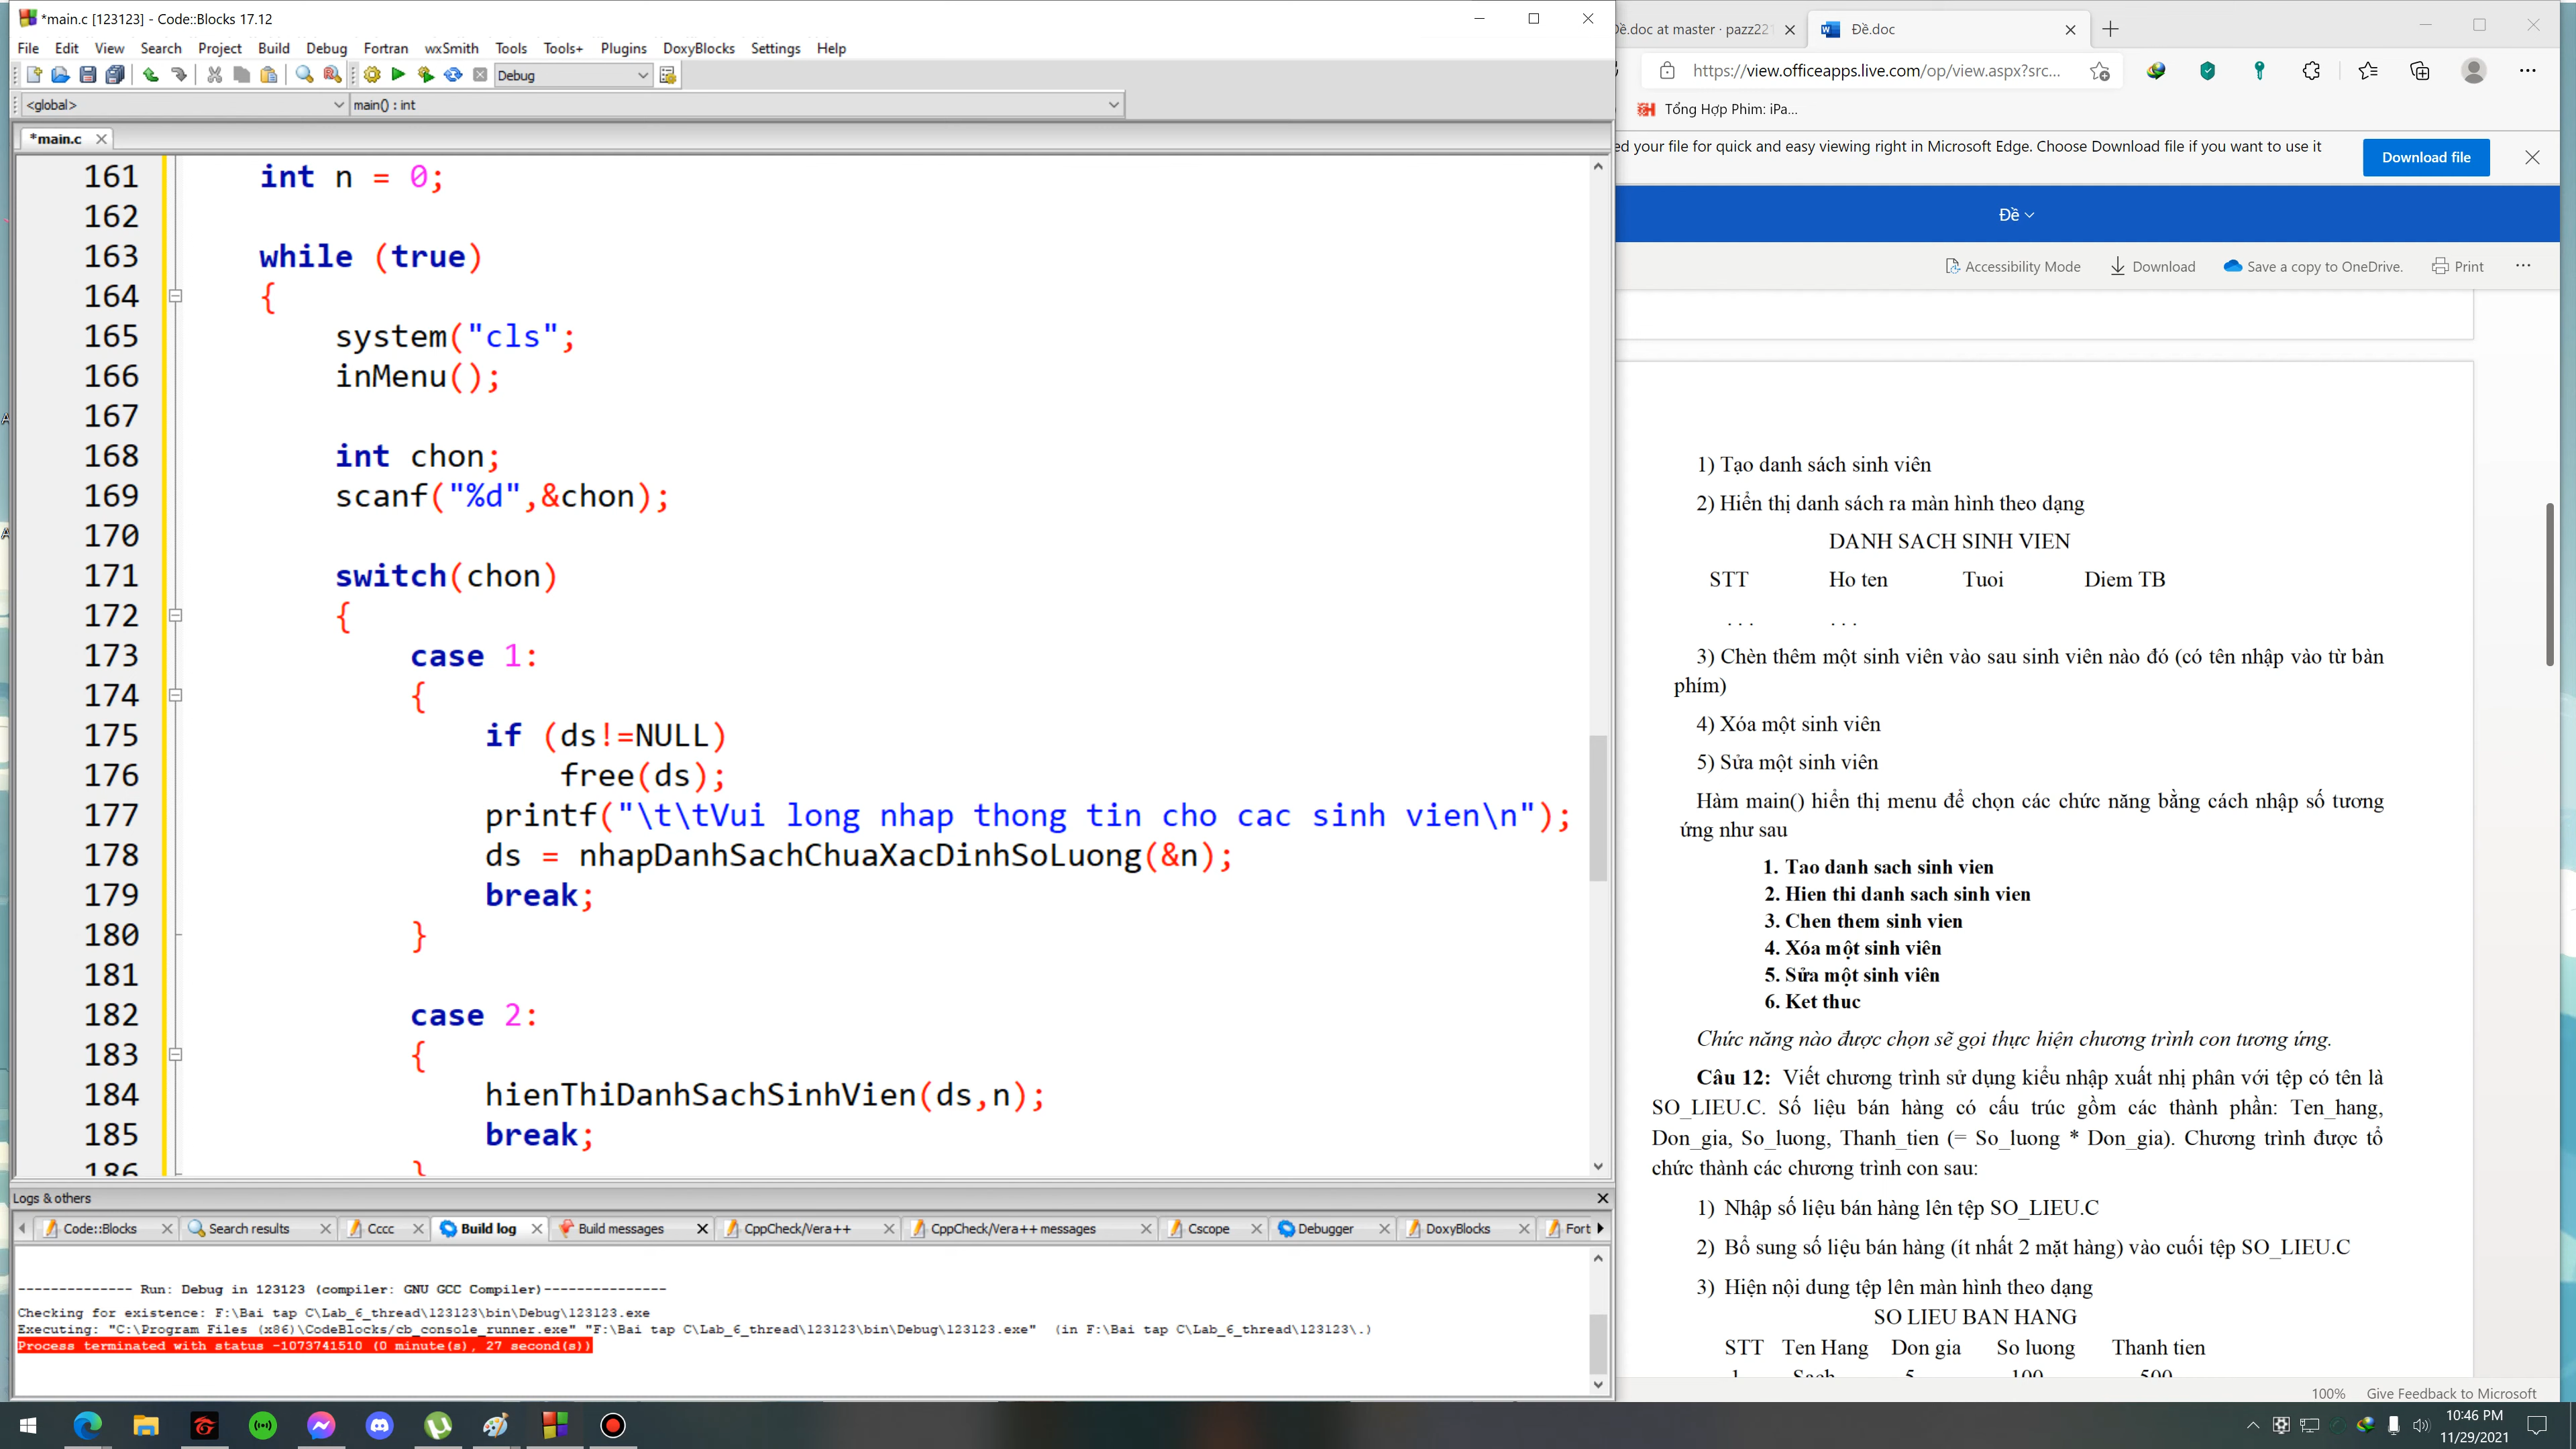 *main.c [123123] - Code::Blocks 17.12
File Edit View Search Project Build Debug Fortran wxSmith Tools Tools+ Plugins DoxyBlocks Settings Help
Debug
<global> main() : int
*main.c
161 int n = 0;
162
163 while (true)
164 {
165 system("cls";
166 inMenu();
167
168 int chon;
169 scanf("%d",&chon);
170
171 switch(chon)
172 {
173 case 1:
174 {
175 if (ds!=NULL)
176 free(ds);
177 printf("\t\tVui long nhap thong tin cho cac sinh vien\n");
178 ds = nhapDanhSachChuaXacDinhSoLuong(&n);
179 break;
180 }
181
182 case 2:
183 {
184 hienThiDanhSachSinhVien(ds,n);
185 break;
186 }
Logs & others
Code::Blocks Search results Cccc Build log Build messages CppCheck/Vera++ CppCheck/Vera++ messages Cscope Debugger DoxyBlocks Fort
-------------- Run: Debug in 123123 (compiler: GNU GCC Compiler)---------------
Checking for existence: F:\Bai tap C\Lab_6_thread\123123\bin\Debug\123123.exe
Executing: "C:\Program Files (x86)\CodeBlocks/cb_console_runner.exe" "F:\Bai tap C\Lab_6_thread\123123\bin\Debug\123123.exe" (in F:\Bai tap C\Lab_6_thread\123123\.)
Process terminated with status -1073741510 (0 minute(s), 27 second(s))
Đề.doc at master · pazz221 Đề.doc
https://view.officeapps.live.com/op/view.aspx?src...
Tổng Hợp Phim: iPa...
ed your file for quick and easy viewing right in Microsoft Edge. Choose Download file if you want to use it
Download file
Đề
Accessibility Mode Download Save a copy to OneDrive. Print
1) Tạo danh sách sinh viên
2) Hiển thị danh sách ra màn hình theo dạng
DANH SACH SINH VIEN
STT Ho ten Tuoi Diem TB
. . . . . .
3) Chèn thêm một sinh viên vào sau sinh viên nào đó (có tên nhập vào từ bàn
phím)
4) Xóa một sinh viên
5) Sửa một sinh viên
Hàm main() hiển thị menu để chọn các chức năng bằng cách nhập số tương
ứng như sau
1. Tao danh sach sinh vien
2. Hien thi danh sach sinh vien
3. Chen them sinh vien
4. Xóa một sinh viên
5. Sửa một sinh viên
6. Ket thuc
Chức năng nào được chọn sẽ gọi thực hiện chương trình con tương ứng.
Câu 12: Viết chương trình sử dụng kiểu nhập xuất nhị phân với tệp có tên là
SO_LIEU.C. Số liệu bán hàng có cấu trúc gồm các thành phần: Ten_hang,
Don_gia, So_luong, Thanh_tien (= So_luong * Don_gia). Chương trình được tổ
chức thành các chương trình con sau:
1) Nhập số liệu bán hàng lên tệp SO_LIEU.C
2) Bổ sung số liệu bán hàng (ít nhất 2 mặt hàng) vào cuối tệp SO_LIEU.C
3) Hiện nội dung tệp lên màn hình theo dạng
SO LIEU BAN HANG
STT Ten Hang Don gia So luong Thanh tien
1 Sach 5 100 500
100% Give Feedback to Microsoft
10:46 PM
11/29/2021